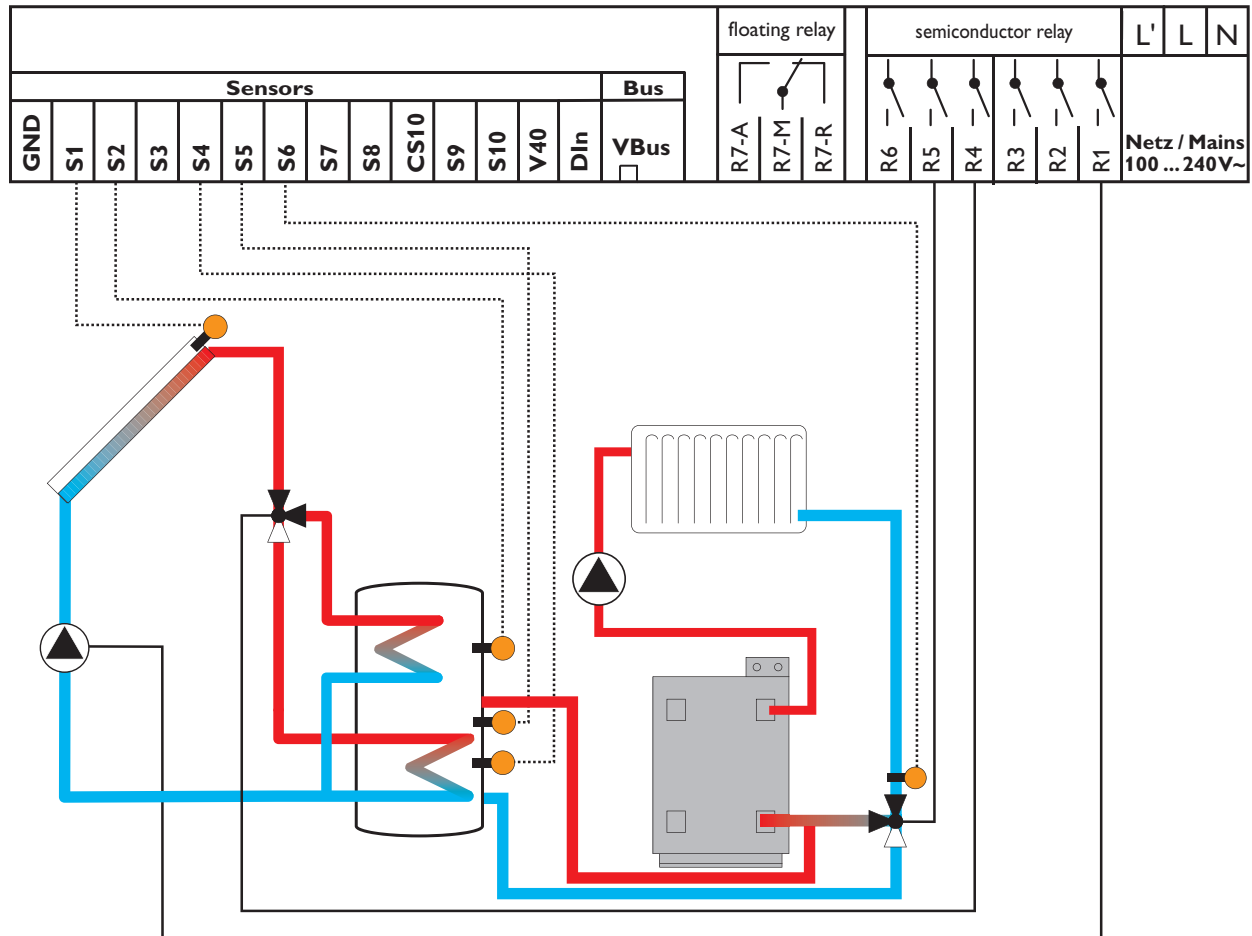 floating relay
semiconductor relay
L' L N
Sensors
Bus
GND S1 S2 S3 S4 S5 S6 S7 S8 CS10 S9 S10 V40 DIn
VBus
R7-A R7-M R7-R
R6 R5 R4 R3 R2 R1
Netz / Mains
100 ... 240V~